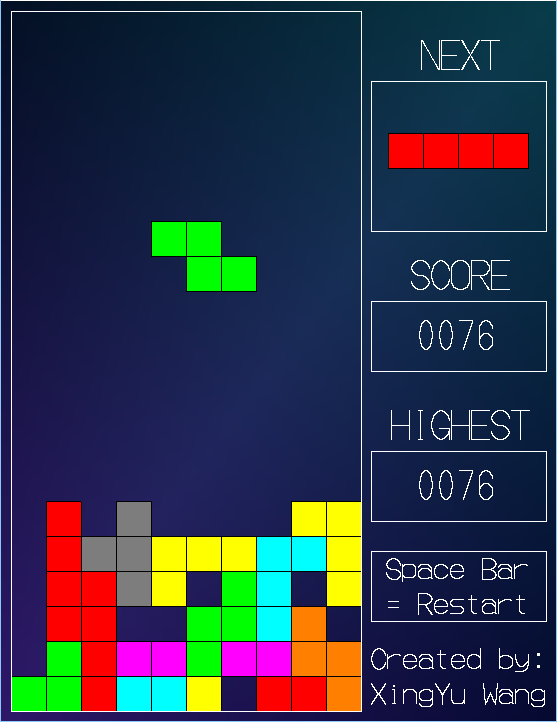 NEXT
SCORE
0076
HIGHEST
0076
Space Bar
= Restart
Created by:
XingYu Wang